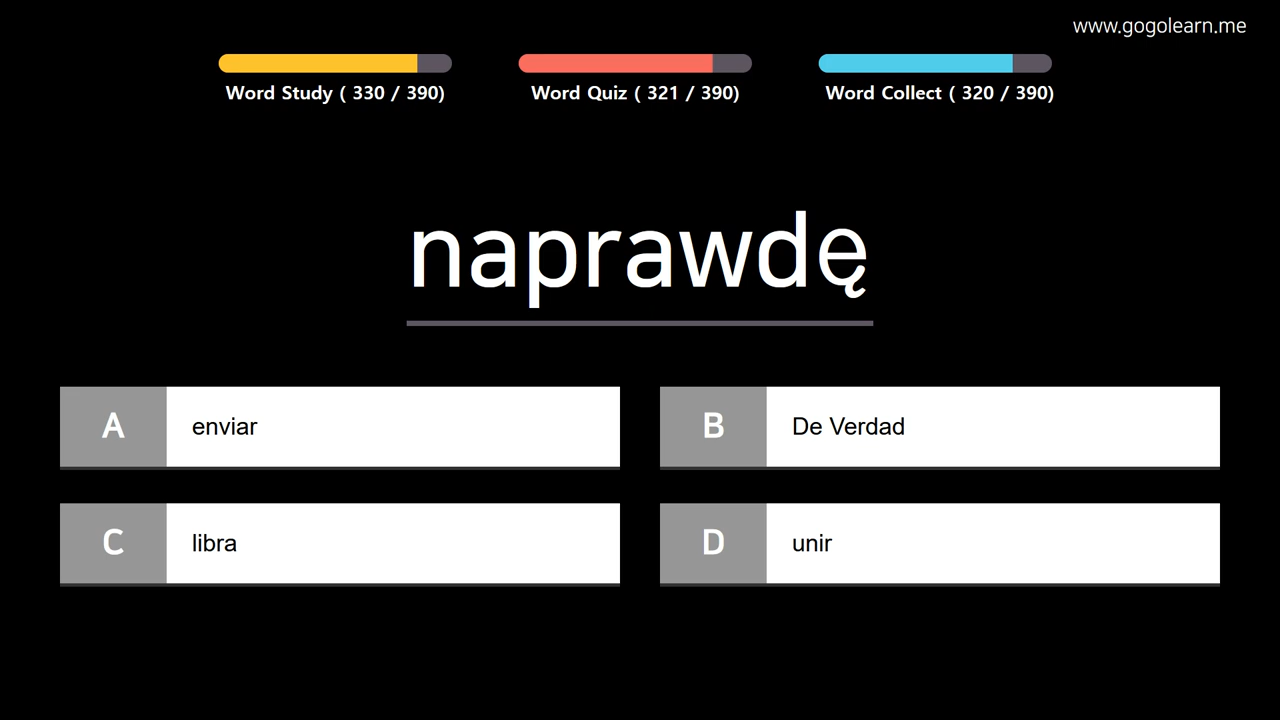 www.gogolearn.me
Word Study ( 330 / 390)
Word Quiz ( 321 / 390)
Word Collect ( 320 / 390)
naprawdę
A enviar
B De Verdad
C libra
D unir